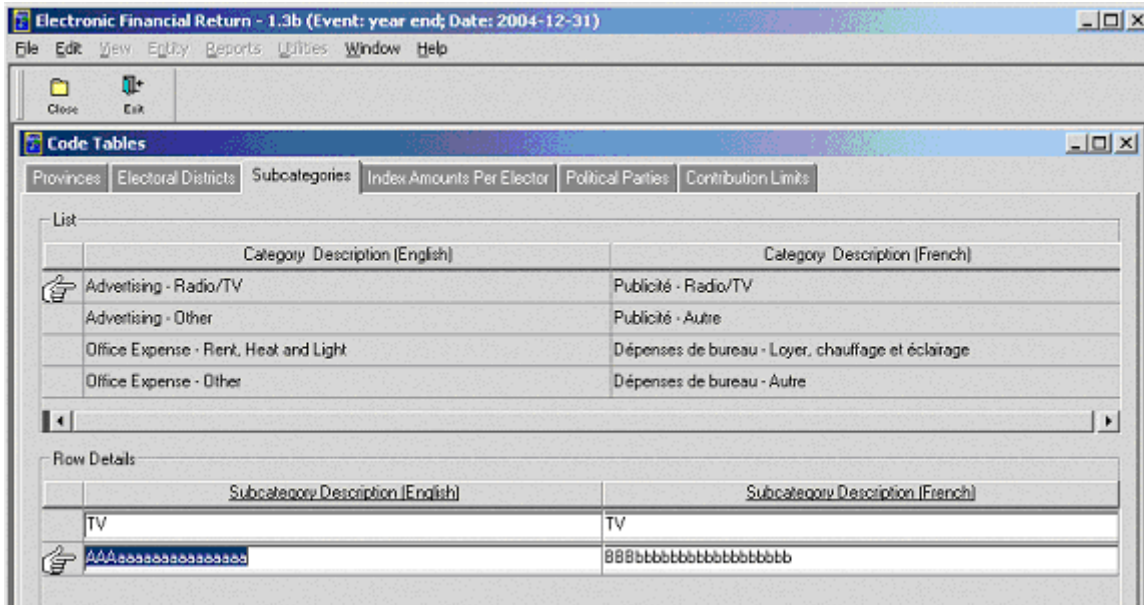 Electronic Financial Return - 1.3b (Event: year end; Date: 2004-12-31)
File Edit View Entity Reports Utilities Window Help
Close Exit
Code Tables
Provinces Electoral Districts Subcategories Index Amounts Per Elector Political Parties Contribution Limits
List
Category Description (English) Category Description (French)
Advertising - Radio/TV Publicité - Radio/TV
Advertising - Other Publicité - Autre
Office Expense - Rent, Heat and Light Dépenses de bureau - Loyer, chauffage et éclairage
Office Expense - Other Dépenses de bureau - Autre
Row Details
Subcategory Description (English) Subcategory Description (French)
TV TV
AAAaaaaaaaaaaaaaaa BBBbbbbbbbbbbbbbbbbbb